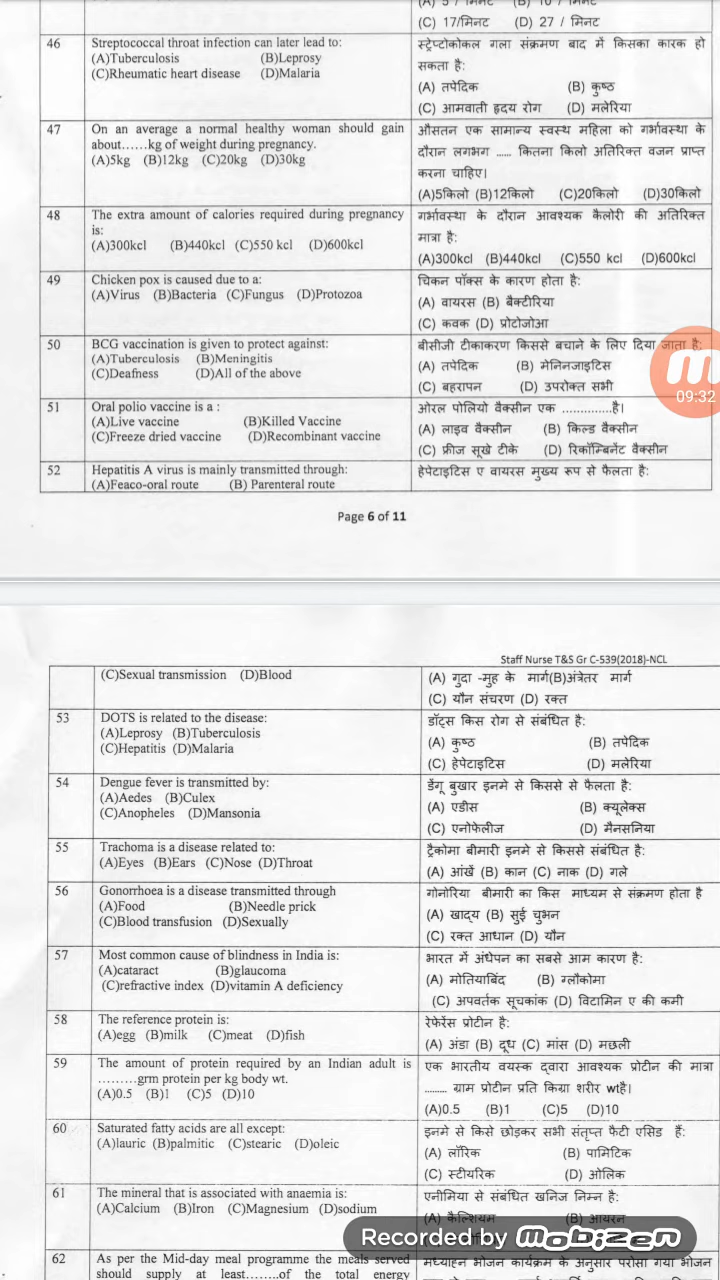 (C) 17/मिनट (D) 27 / मिनट
46 Streptococcal throat infection can later lead to:
(A)Tuberculosis (B)Leprosy
(C)Rheumatic heart disease (D)Malaria
स्ट्रेप्टोकोकल गला संक्रमण बाद में किसका कारक हो
सकता है:
(A) तपेदिक (B) कुष्ठ
(C) आमवाती हृदय रोग (D) मलेरिया
47 On an average a normal healthy woman should gain
about......kg of weight during pregnancy.
(A)5kg (B)12kg (C)20kg (D)30kg
औसतन एक सामान्य स्वस्थ महिला को गर्भावस्था के
दौरान लगभग ...... कितना किलो अतिरिक्त वजन प्राप्त
करना चाहिए।
(A)5किलो (B)12किलो (C)20किलो (D)30किलो
48 The extra amount of calories required during pregnancy
is:
(A)300kcl (B)440kcl (C)550 kcl (D)600kcl
गर्भावस्था के दौरान आवश्यक कैलोरी की अतिरिक्त
मात्रा है:
(A)300kcl (B)440kcl (C)550 kcl (D)600kcl
49 Chicken pox is caused due to a:
(A)Virus (B)Bacteria (C)Fungus (D)Protozoa
चिकन पॉक्स के कारण होता है:
(A) वायरस (B) बैक्टीरिया
(C) कवक (D) प्रोटोजोआ
50 BCG vaccination is given to protect against:
(A)Tuberculosis (B)Meningitis
(C)Deafness (D)All of the above
बीसीजी टीकाकरण किससे बचाने के लिए दिया जाता है:
(A) तपेदिक (B) मेनिनजाइटिस
(C) बहरापन (D) उपरोक्त सभी
09:32
51 Oral polio vaccine is a :
(A)Live vaccine (B)Killed Vaccine
(C)Freeze dried vaccine (D)Recombinant vaccine
ओरल पोलियो वैक्सीन एक ..............है।
(A) लाइव वैक्सीन (B) किल्ड वैक्सीन
(C) फ्रीज सूखे टीके (D) रिकॉम्बिनेंट वैक्सीन
52 Hepatitis A virus is mainly transmitted through:
(A)Feaco-oral route (B) Parenteral route
हेपेटाइटिस ए वायरस मुख्य रूप से फैलता है:
Page 6 of 11
Staff Nurse T&S Gr C-539(2018)-NCL
(C)Sexual transmission (D)Blood
(A) गुदा -मुह के मार्ग(B)अंत्रेतर मार्ग
(C) यौन संचरण (D) रक्त
53 DOTS is related to the disease:
(A)Leprosy (B)Tuberculosis
(C)Hepatitis (D)Malaria
डॉट्स किस रोग से संबंधित है:
(A) कुष्ठ (B) तपेदिक
(C) हेपेटाइटिस (D) मलेरिया
54 Dengue fever is transmitted by:
(A)Aedes (B)Culex
(C)Anopheles (D)Mansonia
डेंगू बुखार इनमे से किससे से फैलता है:
(A) एडीस (B) क्यूलेक्स
(C) एनोफेलीज (D) मैनसनिया
55 Trachoma is a disease related to:
(A)Eyes (B)Ears (C)Nose (D)Throat
ट्रैकोमा बीमारी इनमे से किससे संबंधित है:
(A) आंखें (B) कान (C) नाक (D) गले
56 Gonorrhoea is a disease transmitted through
(A)Food (B)Needle prick
(C)Blood transfusion (D)Sexually
गोनोरिया बीमारी का किस माध्यम से संक्रमण होता है
(A) खाद्य (B) सुई चुभन
(C) रक्त आधान (D) यौन
57 Most common cause of blindness in India is:
(A)cataract (B)glaucoma
(C)refractive index (D)vitamin A deficiency
भारत में अंधेपन का सबसे आम कारण है:
(A) मोतियाबिंद (B) ग्लौकोमा
(C) अपवर्तक सूचकांक (D) विटामिन ए की कमी
58 The reference protein is:
(A)egg (B)milk (C)meat (D)fish
रेफेरेंस प्रोटीन है:
(A) अंडा (B) दूध (C) मांस (D) मछली
59 The amount of protein required by an Indian adult is
.........grm protein per kg body wt.
(A)0.5 (B)1 (C)5 (D)10
एक भारतीय वयस्क द्वारा आवश्यक प्रोटीन की मात्रा
........ ग्राम प्रोटीन प्रति किग्रा शरीर wtहै।
(A)0.5 (B)1 (C)5 (D)10
60 Saturated fatty acids are all except:
(A)lauric (B)palmitic (C)stearic (D)oleic
इनमे से किसे छोड़कर सभी संतृप्त फैटी एसिड हैं:
(A) लॉरिक (B) पामिटिक
(C) स्टीयरिक (D) ओलिक
61 The mineral that is associated with anaemia is:
(A)Calcium (B)Iron (C)Magnesium (D)sodium
एनीमिया से संबंधित खनिज निम्न है:
(A) कैल्शियम (B) आयरन
Recorded by mobizen
62 As per the Mid-day meal programme the meals served
should supply at least........of the total energy
मध्याह्न भोजन कार्यक्रम के अनुसार परोसा गया भोजन